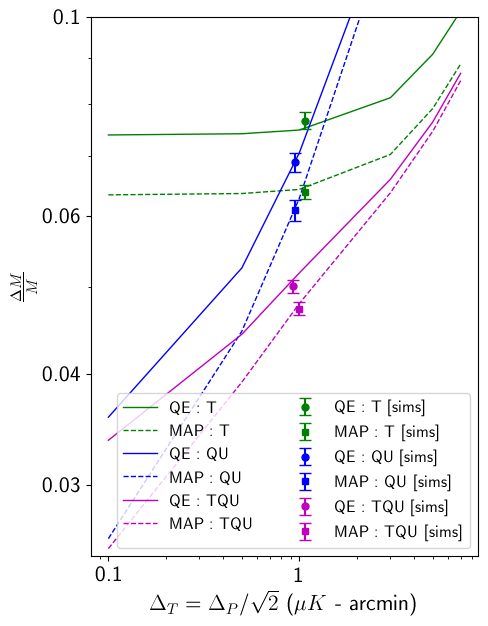 0.1
0.06
0.04
0.03
ΔM/M
QE : T
MAP : T
QE : QU
MAP : QU
QE : TQU
MAP : TQU
QE : T [sims]
MAP : T [sims]
QE : QU [sims]
MAP : QU [sims]
QE : TQU [sims]
MAP : TQU [sims]
0.1
1
Δ_T = Δ_P/√2 (μK - arcmin)